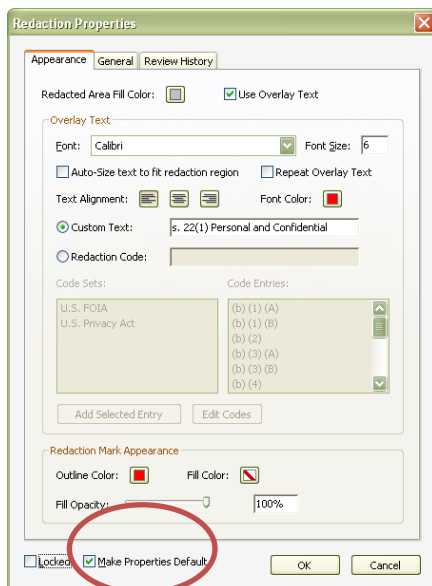 Redaction Properties
Appearance General Review History
Redacted Area Fill Color: Use Overlay Text
Overlay Text
Font: Calibri Font Size: 6
Auto-Size text to fit redaction region Repeat Overlay Text
Text Alignment: Font Color:
Custom Text: s. 22(1) Personal and Confidential
Redaction Code:
Code Sets: Code Entries:
U.S. FOIA (b) (1) (A)
U.S. Privacy Act (b) (1) (B)
(b) (2)
(b) (3) (A)
(b) (3) (B)
(b) (4)
Add Selected Entry Edit Codes
Redaction Mark Appearance
Outline Color: Fill Color:
Fill Opacity: 100%
Locked Make Properties Default OK Cancel